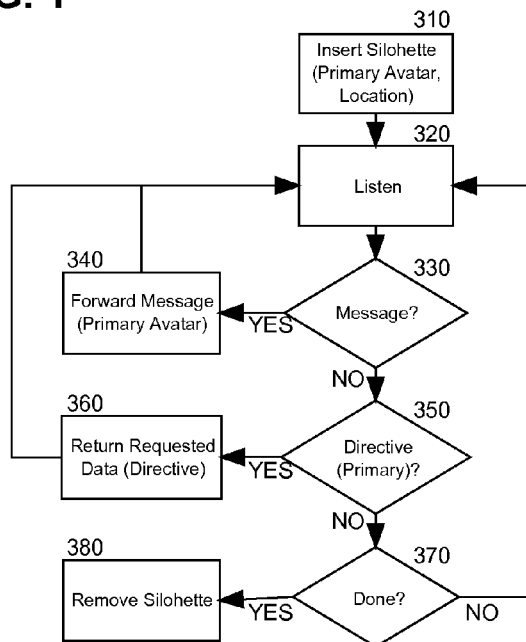 310
Insert Silohette
(Primary Avatar,
Location)
320
Listen
330
Message?
YES
340
Forward Message
(Primary Avatar)
NO
350
Directive
(Primary)?
YES
360
Return Requested
Data (Directive)
NO
370
Done?
YES
NO
380
Remove Silohette